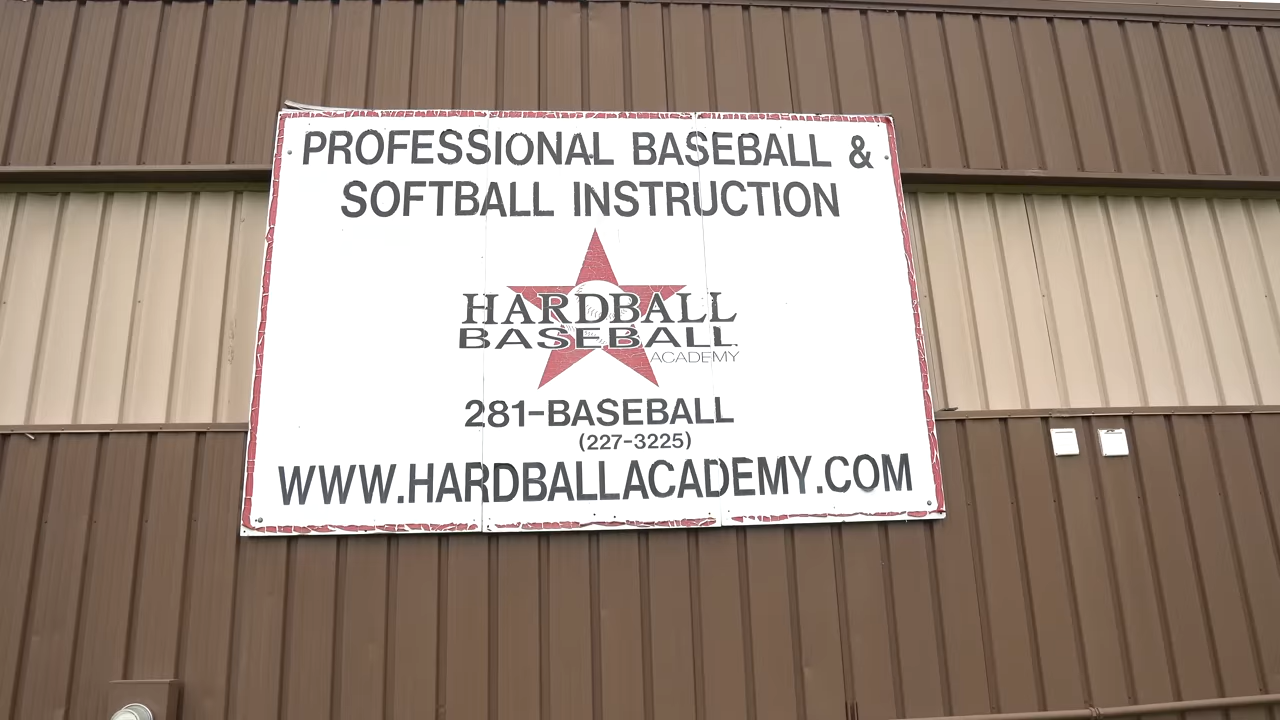 PROFESSIONAL BASEBALL &
SOFTBALL INSTRUCTION
HARDBALL
BASEBALL
ACADEMY
281-BASEBALL
(227-3225)
WWW.HARDBALLACADEMY.COM